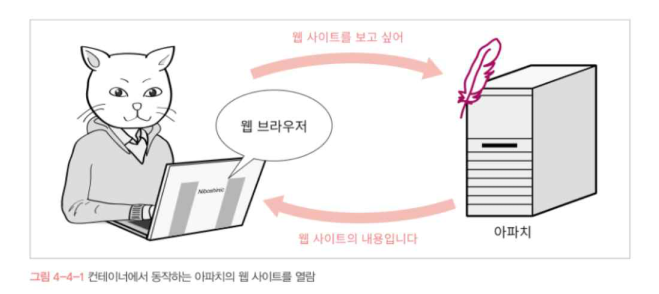 웹 사이트를 보고 싶어
웹 브라우저
Niboshinic
아파치
웹 사이트의 내용입니다
그림 4-4-1 컨테이너에서 동작하는 아파치의 웹 사이트를 열람